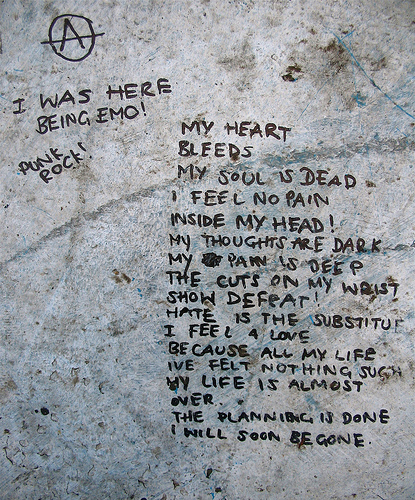 A
I WAS HERE
BEING EMO!
PUNK
ROCK!
MY HEART
BLEEDS
MY SOUL IS DEAD
I FEEL NO PAIN
INSIDE MY HEAD!
MY THOUGHTS ARE DARK
MY PAIN IS DEEP
THE CUTS ON MY WRIST
SHOW DEFEAT!
HATE IS THE SUBSTITUT
I FEEL 4 LOVE
BECAUSE ALL MY LIFE
IVE FELT NOTHING SUCH
MY LIFE IS ALMOST
OVER.
THE PLANNING IS DONE
I WILL SOON BE GONE.